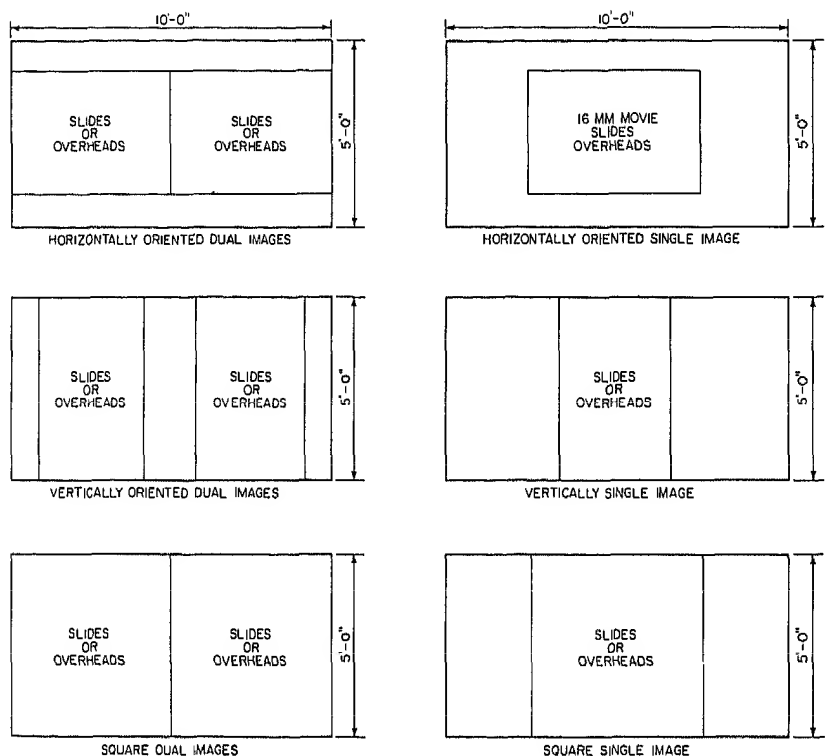 10'-0"
10'-0"
SLIDES
OR
OVERHEADS
SLIDES
OR
OVERHEADS
5'-0"
16 MM MOVIE
SLIDES
OVERHEADS
5'-0"
HORIZONTALLY ORIENTED DUAL IMAGES
HORIZONTALLY ORIENTED SINGLE IMAGE
SLIDES
OR
OVERHEADS
SLIDES
OR
OVERHEADS
5'-0"
SLIDES
OR
OVERHEADS
5'-0"
VERTICALLY ORIENTED DUAL IMAGES
VERTICALLY SINGLE IMAGE
SLIDES
OR
OVERHEADS
SLIDES
OR
OVERHEADS
5'-0"
SLIDES
OR
OVERHEADS
5'-0"
SQUARE DUAL IMAGES
SQUARE SINGLE IMAGE